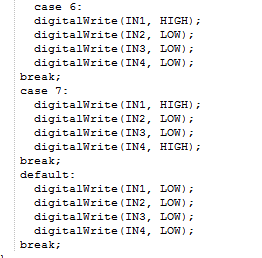 case 6:
digitalWrite(IN1, HIGH);
digitalWrite(IN2, LOW);
digitalWrite(IN3, LOW);
digitalWrite(IN4, LOW);
break;
case 7:
digitalWrite(IN1, HIGH);
digitalWrite(IN2, LOW);
digitalWrite(IN3, LOW);
digitalWrite(IN4, HIGH);
break;
default:
digitalWrite(IN1, LOW);
digitalWrite(IN2, LOW);
digitalWrite(IN3, LOW);
digitalWrite(IN4, LOW);
break;